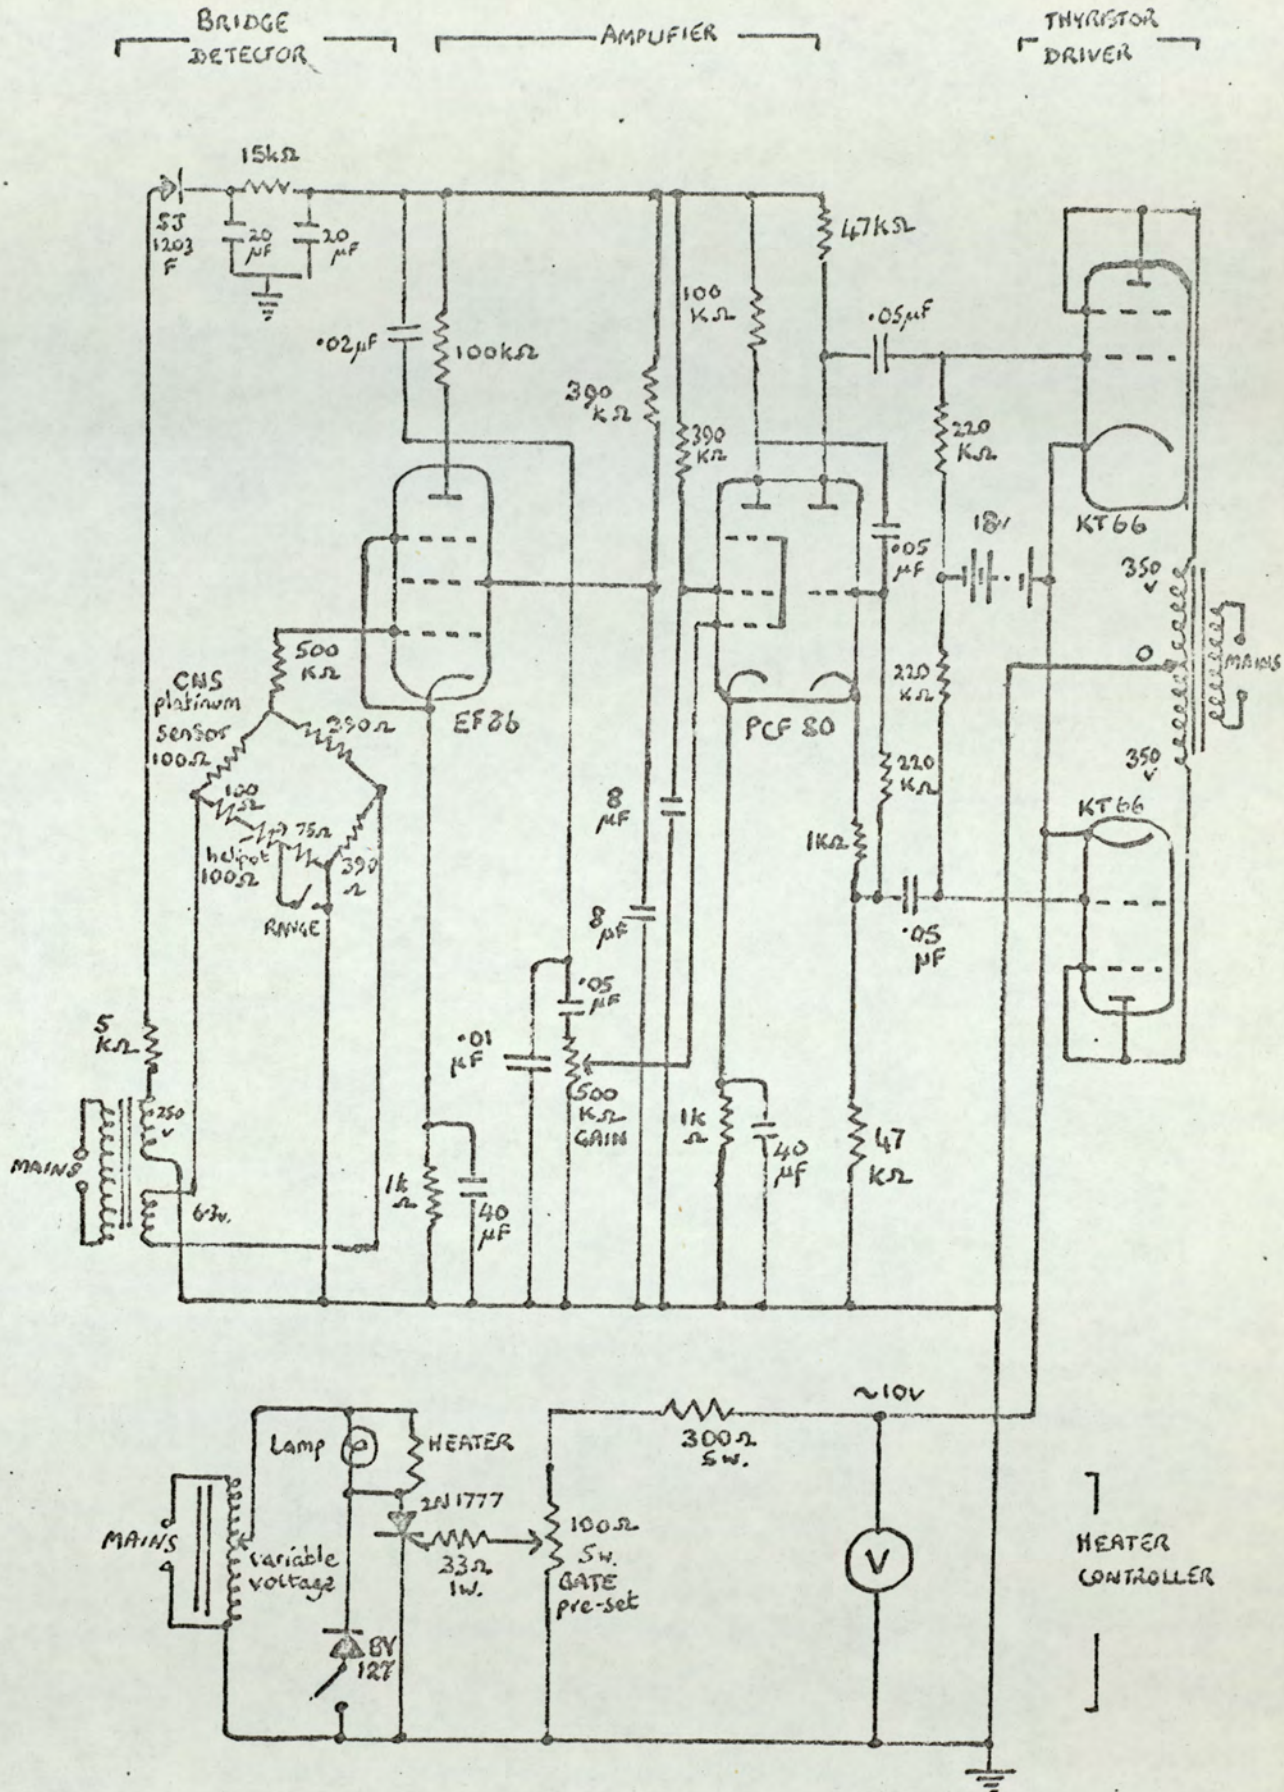 BRIDGE
DETECTOR
AMPLIFIER
THYRISTOR
DRIVER
15kΩ
SJ
1203
F
20
μF
20
μF
.02μF
100kΩ
390
KΩ
390
KΩ
100
KΩ
47kΩ
.05μF
220
KΩ
KT66
18v
.05
μF
350
V
O
MAINS
350
V
KT66
220
KΩ
220
KΩ
EF86
PCF 80
500
KΩ
CNS
platinum
sensor
100Ω
390Ω
100
Ω
75Ω
helipot
100Ω
390
Ω
RANGE
8
μF
8
μF
1KΩ
.05
μF
.05
μF
.01
μF
500
KΩ
GAIN
5
KΩ
250
V
MAINS
6.3v.
1k
Ω
40
μF
1k
Ω
40
μF
47
KΩ
~10v
300Ω
5w.
Lamp
HEATER
2N1777
MAINS
variable
voltage
33Ω
1w.
100Ω
5w.
GATE
pre-set
V
HEATER
CONTROLLER
BY
127